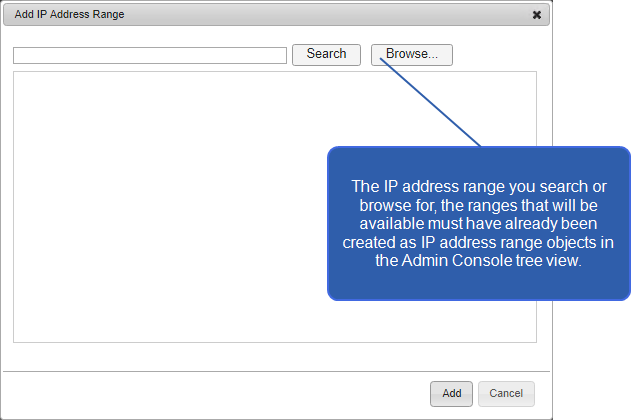 Add IP Address Range
Search Browse...
The IP address range you search or
browse for, the ranges that will be
available must have already been
created as IP address range objects in
the Admin Console tree view.
Add Cancel